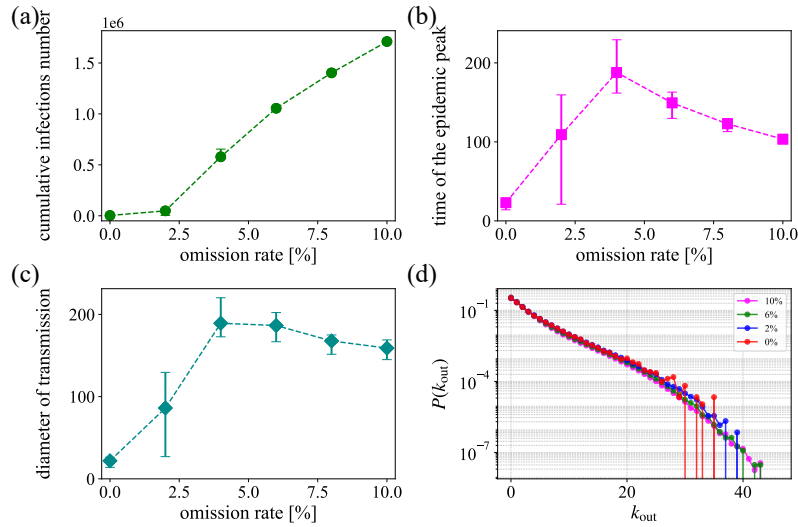 (a)
1e6
cumulative infections number
1.5
1.0
0.5
0.0
0.0 2.5 5.0 7.5 10.0
omission rate [%]
(b)
time of the epidemic peak
200
100
0
0.0 2.5 5.0 7.5 10.0
omission rate [%]
(c)
diameter of transmission
200
100
0
0.0 2.5 5.0 7.5 10.0
omission rate [%]
(d)
P(k_out)
10^-1
10^-4
10^-7
10%
6%
2%
0%
0 20 40
k_out